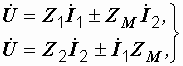 U̇ = Z₁İ₁ ± Z_M İ₂,
U̇ = Z₂İ₂ ± İ₁Z_M,